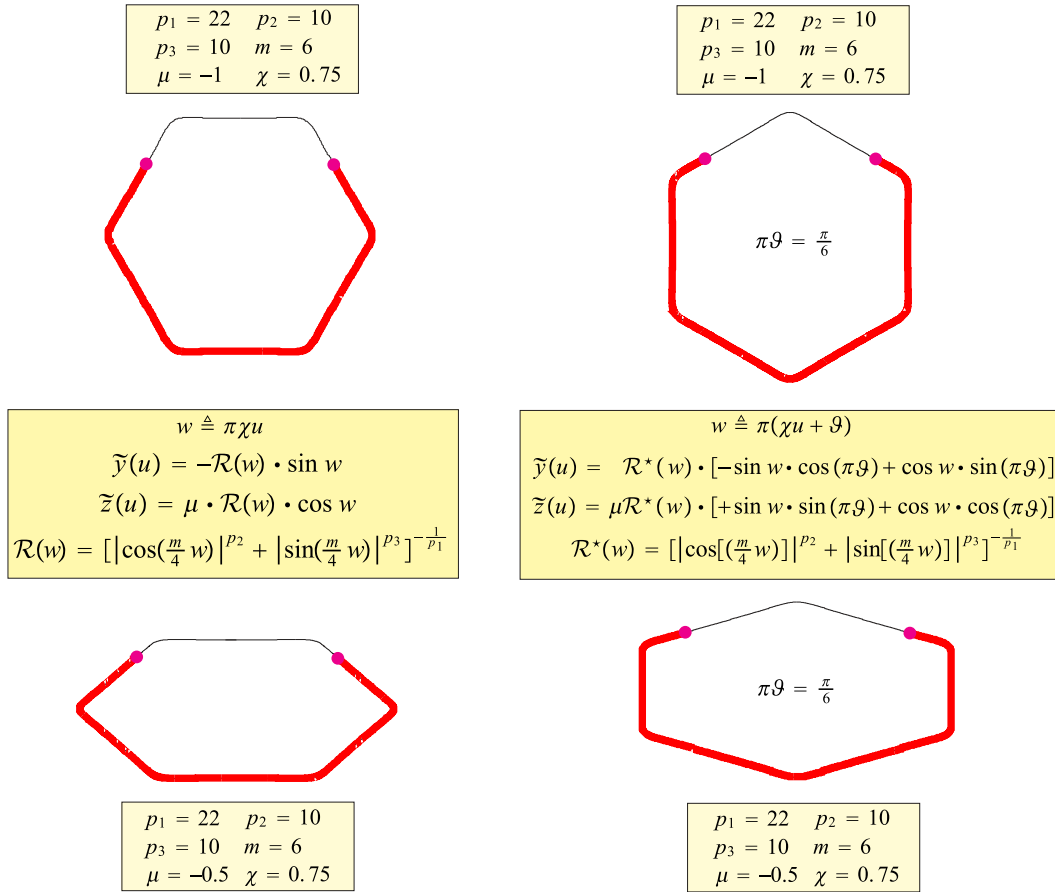 p₁ = 22 p₂ = 10
p₃ = 10 m = 6
μ = −1 χ = 0.75
p₁ = 22 p₂ = 10
p₃ = 10 m = 6
μ = −1 χ = 0.75
πϑ = π/6
w ≜ πχu
ỹ(u) = −ℛ(w) • sin w
z̃(u) = μ • ℛ(w) • cos w
ℛ(w) = [|cos(m/4 w)|^p₂ + |sin(m/4 w)|^p₃]^−1/p₁
w ≜ π(χu + ϑ)
ỹ(u) = ℛ⋆(w) • [−sin w • cos(πϑ) + cos w • sin(πϑ)]
z̃(u) = μℛ⋆(w) • [+sin w • sin(πϑ) + cos w • cos(πϑ)]
ℛ⋆(w) = [|cos[(m/4 w)]|^p₂ + |sin[(m/4 w)]|^p₃]^−1/p₁
πϑ = π/6
p₁ = 22 p₂ = 10
p₃ = 10 m = 6
μ = −0.5 χ = 0.75
p₁ = 22 p₂ = 10
p₃ = 10 m = 6
μ = −0.5 χ = 0.75